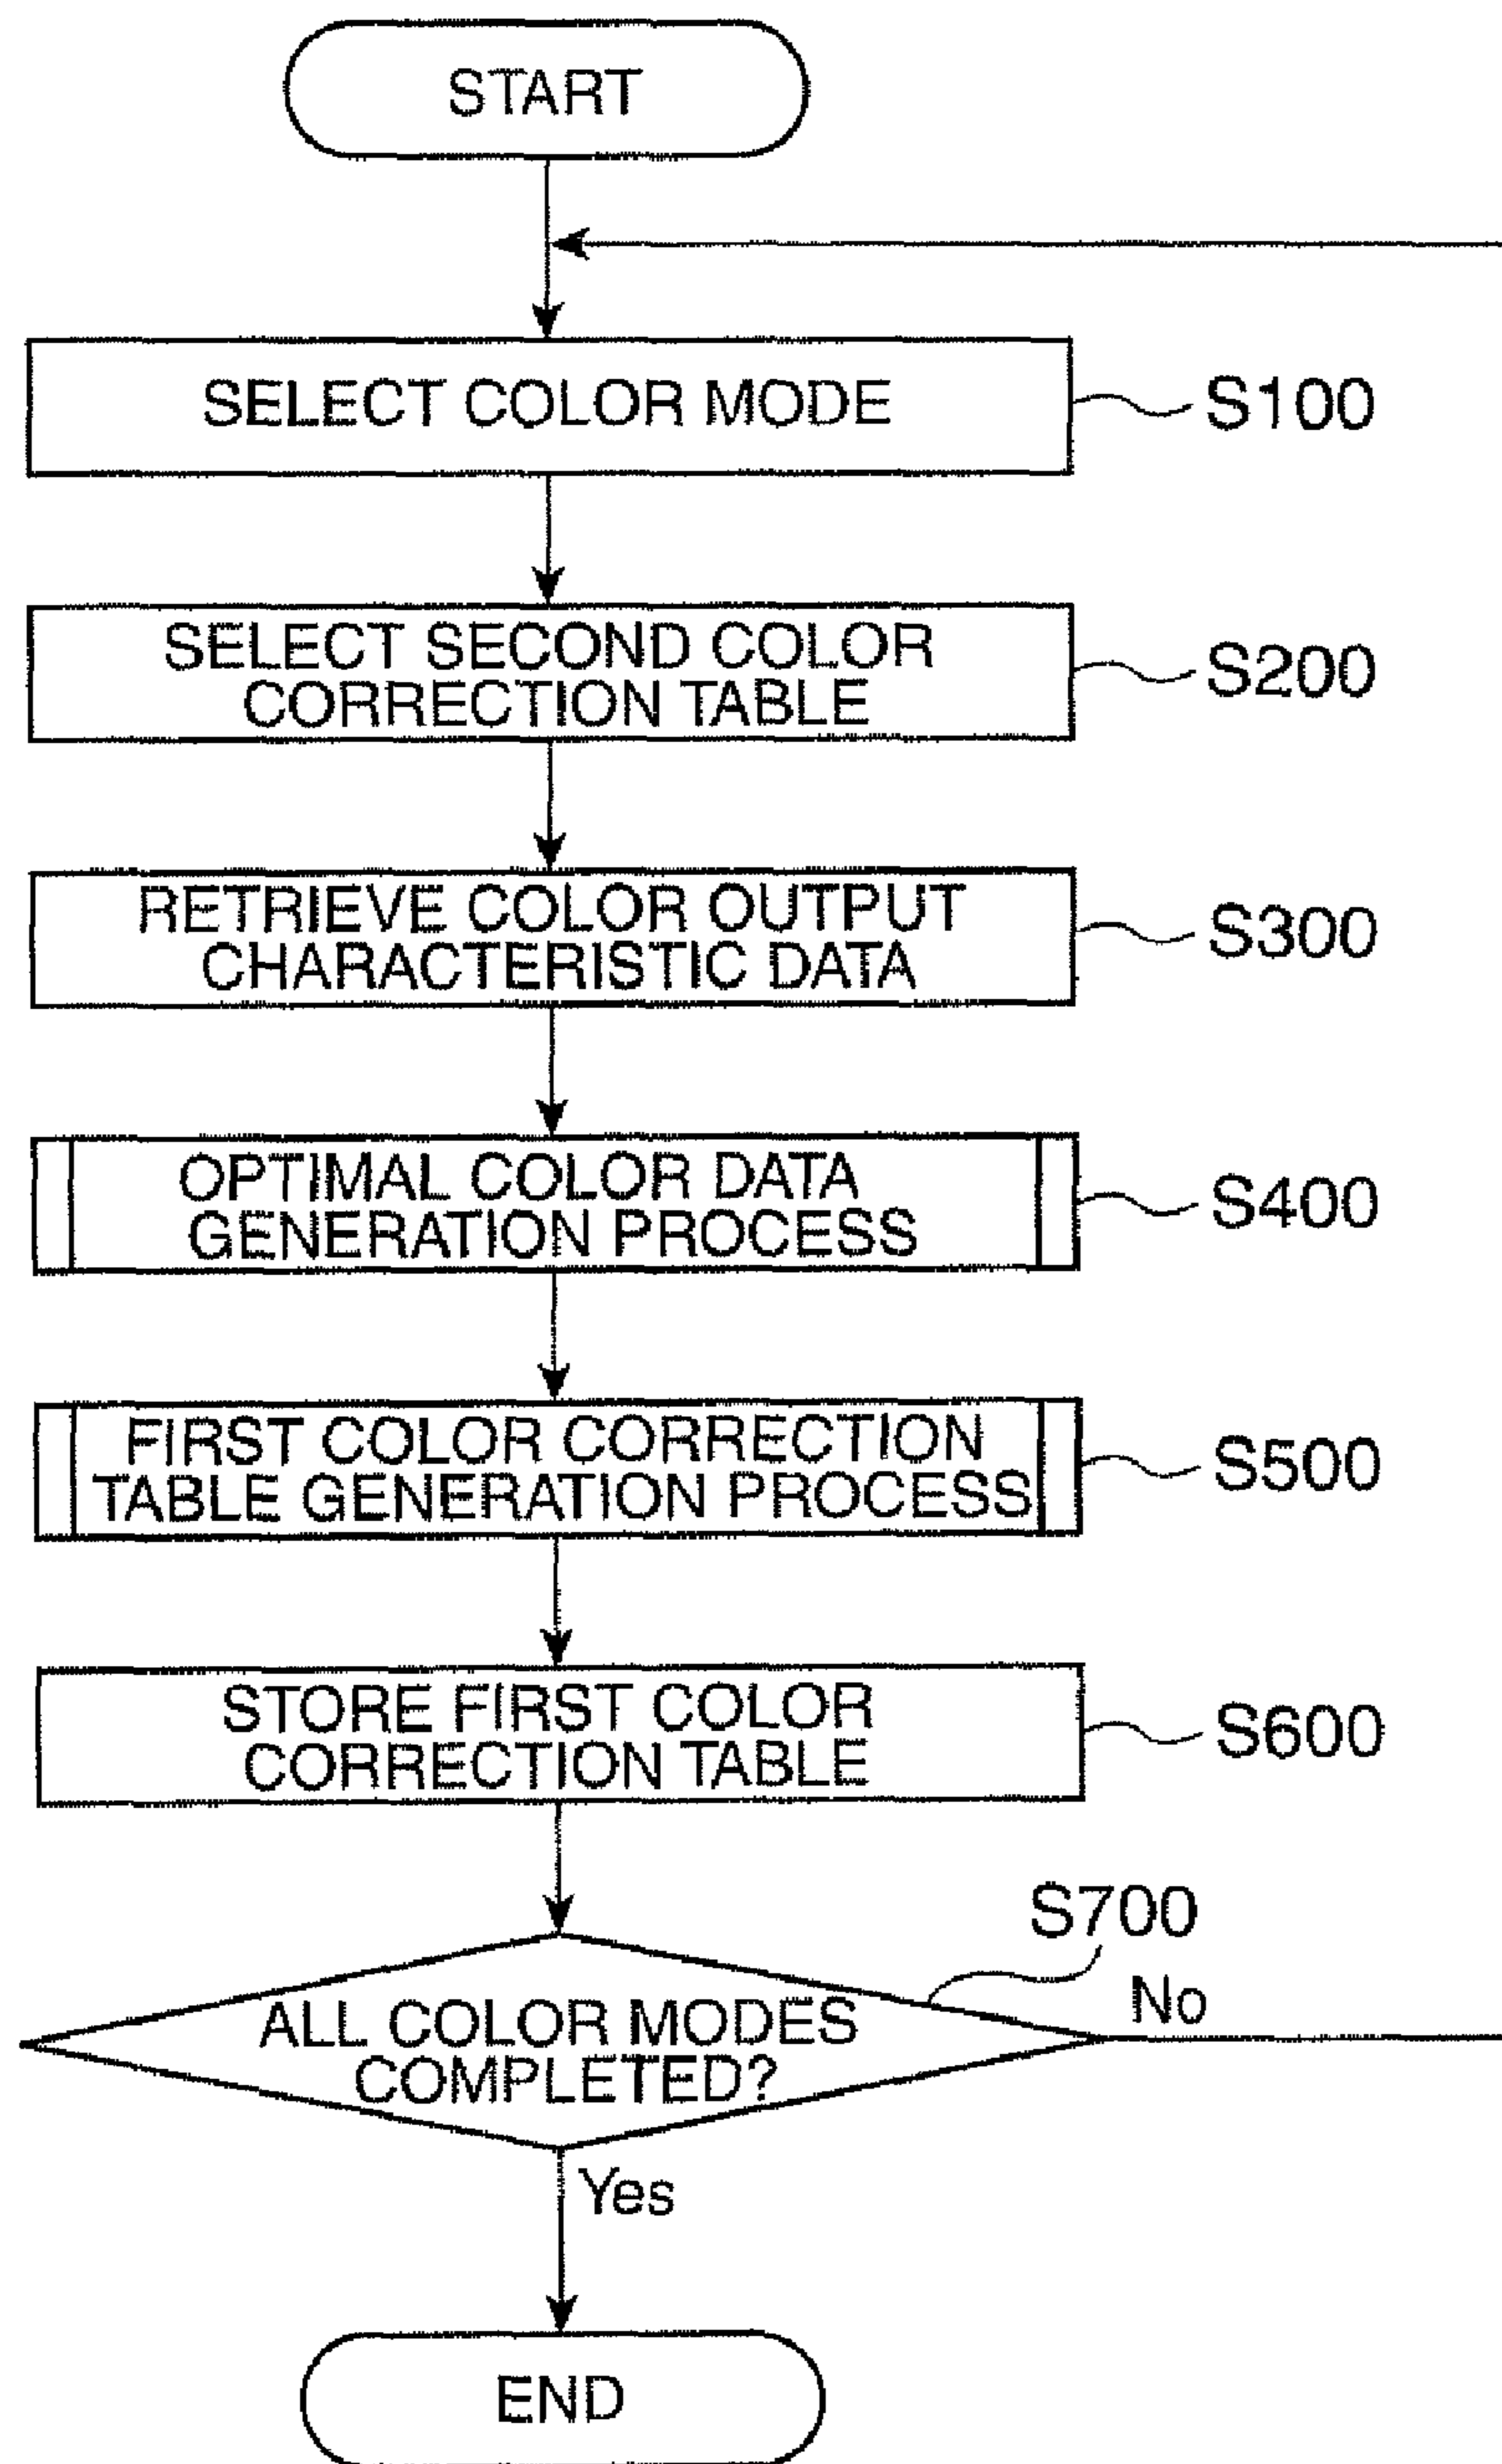 START
SELECT COLOR MODE
S100
SELECT SECOND COLOR
CORRECTION TABLE
S200
RETRIEVE COLOR OUTPUT
CHARACTERISTIC DATA
S300
OPTIMAL COLOR DATA
GENERATION PROCESS
S400
FIRST COLOR CORRECTION
TABLE GENERATION PROCESS
S500
STORE FIRST COLOR
CORRECTION TABLE
S600
S700
No
ALL COLOR MODES
COMPLETED?
Yes
END